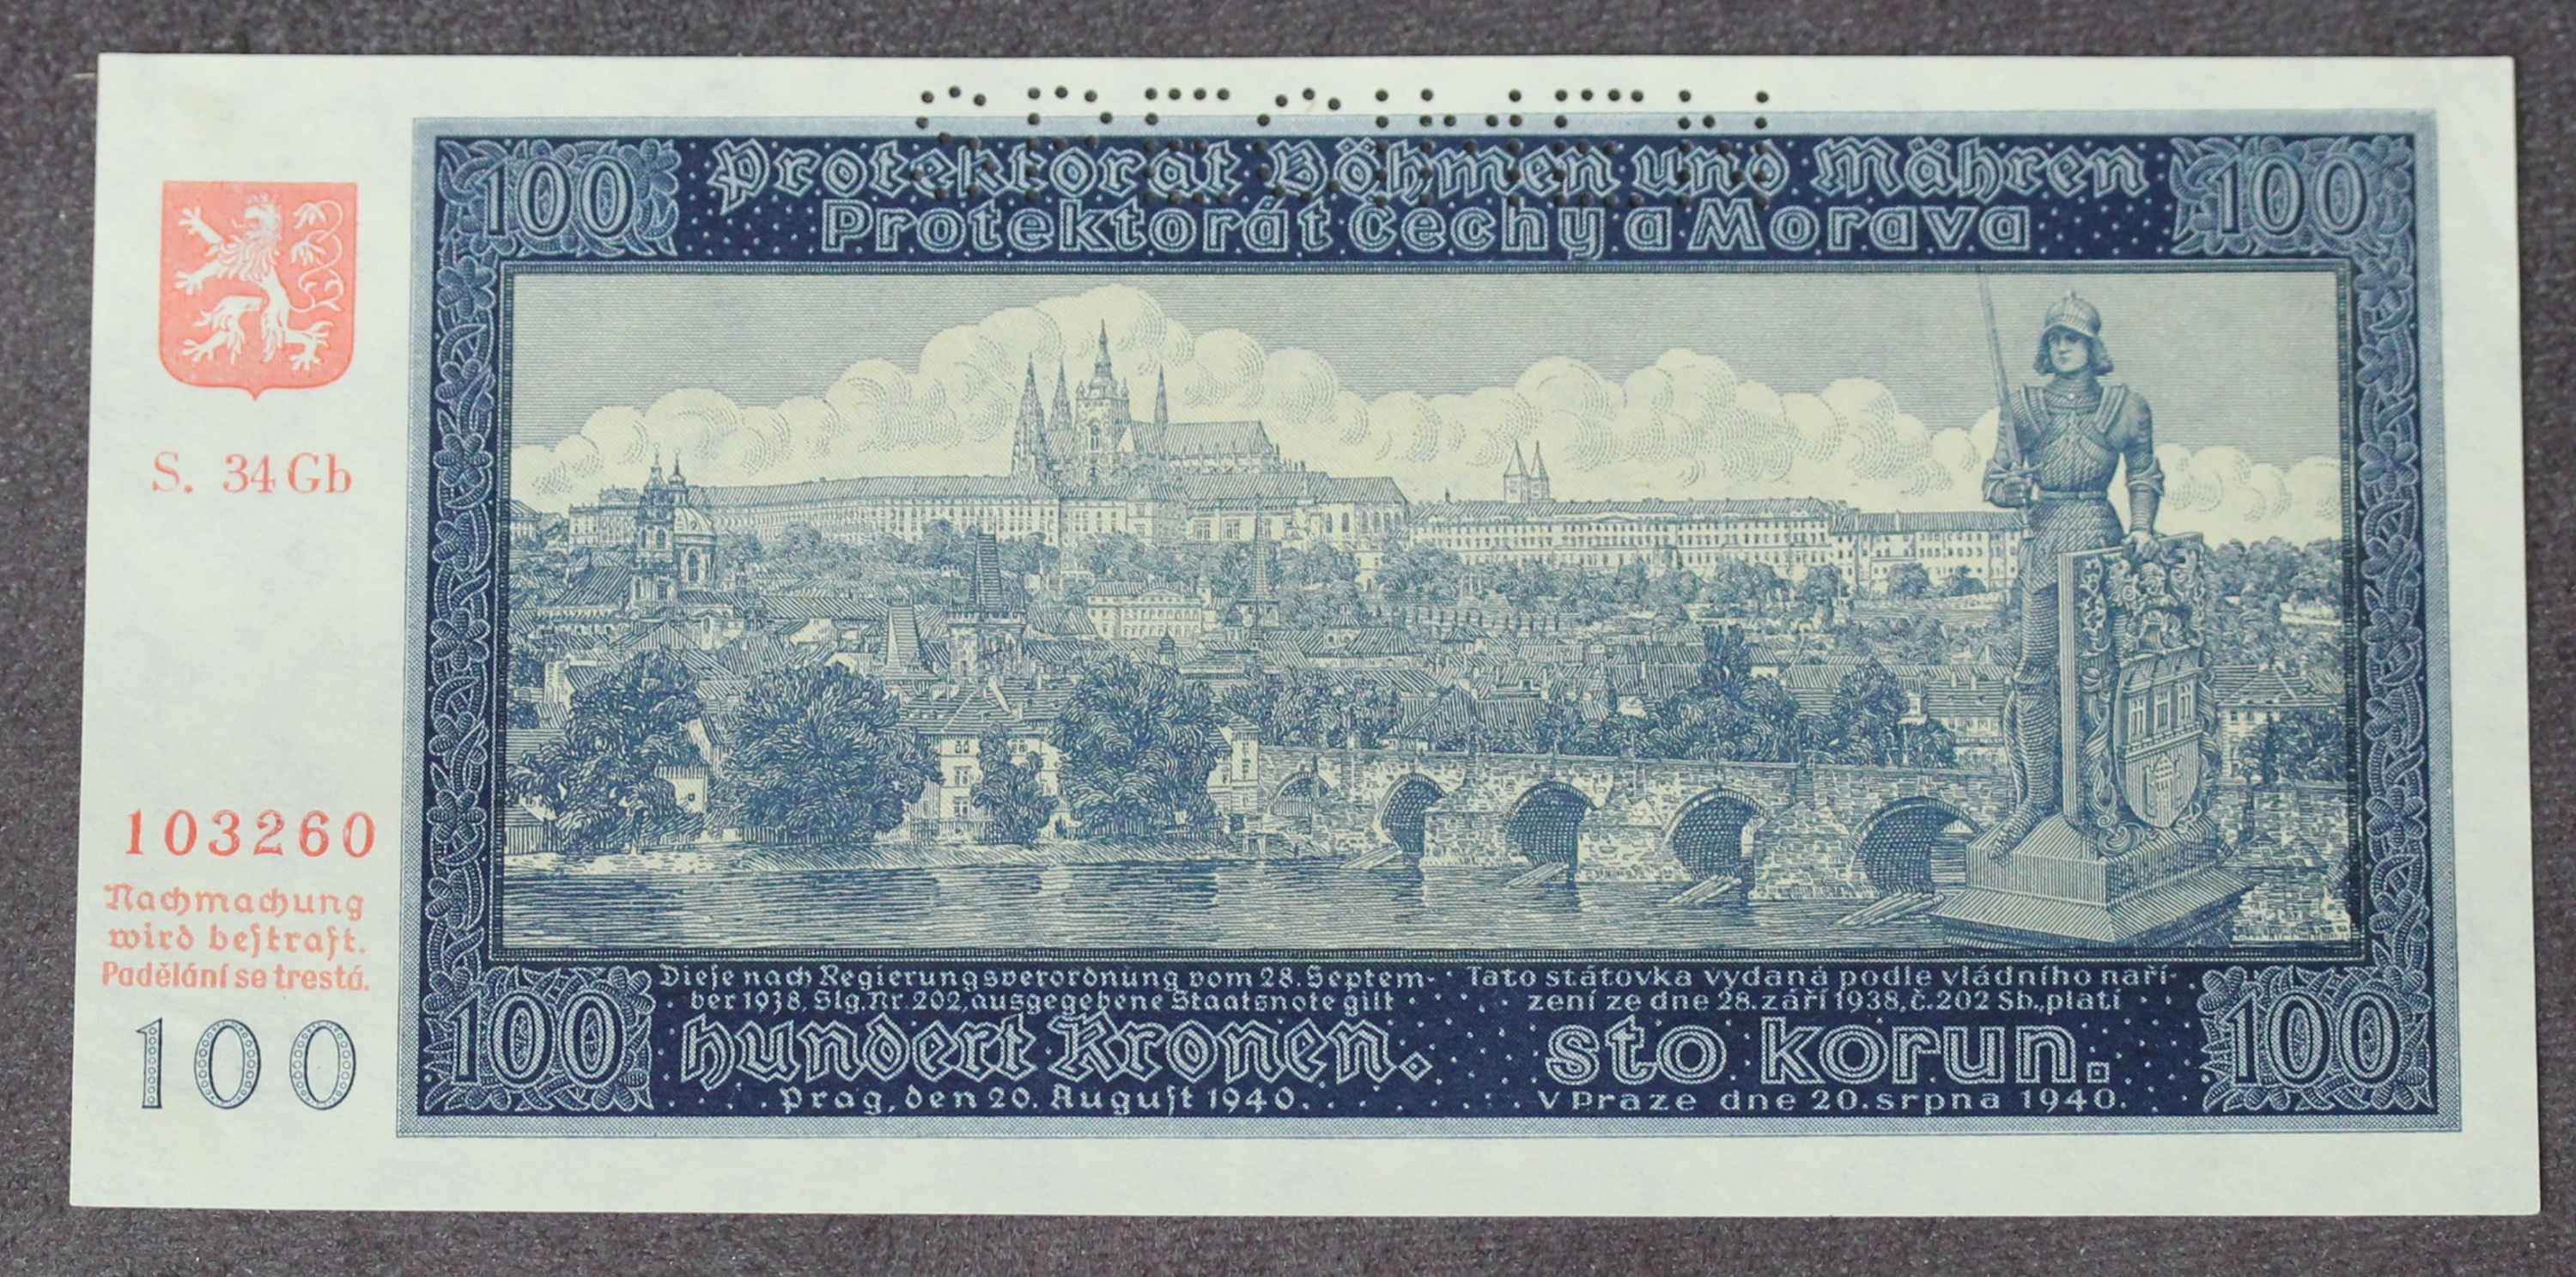 SPECIMEN
100 Protektorat Böhmen und Mähren 100
Protektorát Čechy a Morava
S. 34 Gb
103260
Nachmachung
wird bestraft.
Padělání se trestá.
100
Diese nach Regierungsverordnung vom 28. Septem-
ber 1938, Slg. Nr. 202, ausgegebene Staatsnote gilt
100 hundert Kronen.
Prag, den 20. August 1940.
Tato státovka vydaná podle vládního naří-
zení ze dne 28. září 1938, č. 202 Sb., platí
sto korun. 100
V Praze dne 20. srpna 1940.